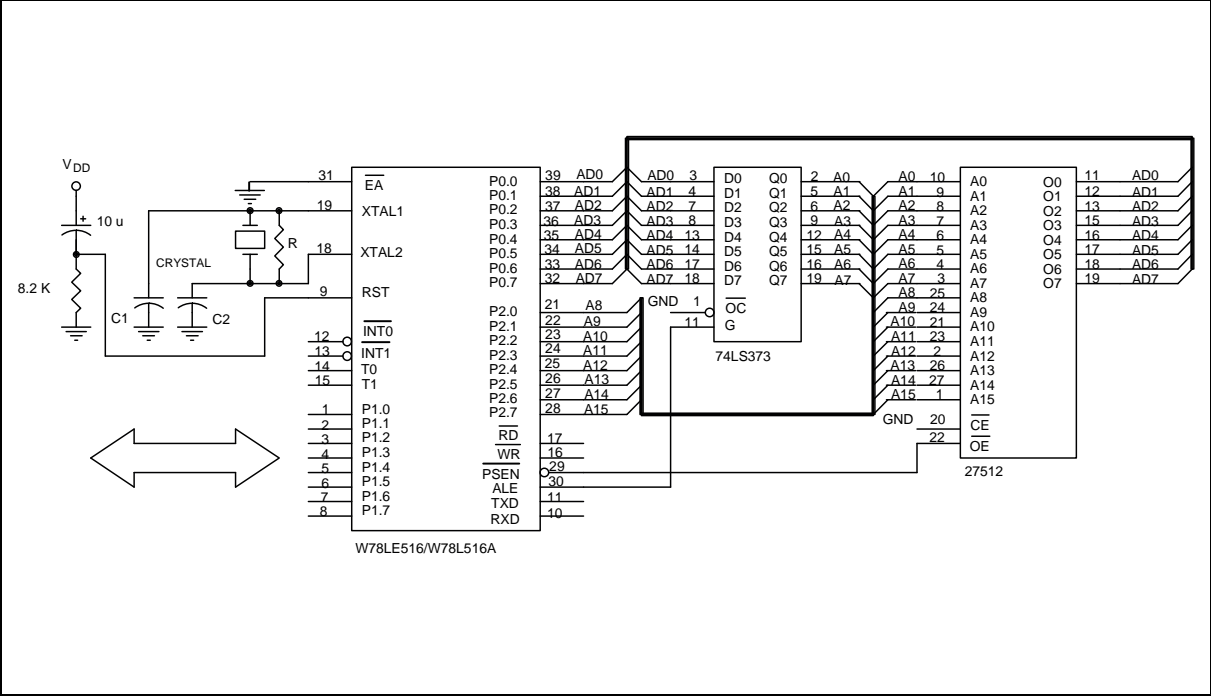 VDD
10 u
8.2 K
C1
C2
CRYSTAL
R
31 EA
19 XTAL1
18 XTAL2
9 RST
12 INT0
13 INT1
14 T0
15 T1
1 P1.0
2 P1.1
3 P1.2
4 P1.3
5 P1.4
6 P1.5
7 P1.6
8 P1.7
P0.0 39 AD0
P0.1 38 AD1
P0.2 37 AD2
P0.3 36 AD3
P0.4 35 AD4
P0.5 34 AD5
P0.6 33 AD6
P0.7 32 AD7
P2.0 21 A8
P2.1 22 A9
P2.2 23 A10
P2.3 24 A11
P2.4 25 A12
P2.5 26 A13
P2.6 27 A14
P2.7 28 A15
RD 17
WR 16
PSEN 29
ALE 30
TXD 11
RXD 10
W78LE516/W78L516A
AD0 3 D0 Q0 2 A0
AD1 4 D1 Q1 5 A1
AD2 7 D2 Q2 6 A2
AD3 8 D3 Q3 9 A3
AD4 13 D4 Q4 12 A4
AD5 14 D5 Q5 15 A5
AD6 17 D6 Q6 16 A6
AD7 18 D7 Q7 19 A7
GND 1 OC
11 G
74LS373
A0 10 A0 O0 11 AD0
A1 9 A1 O1 12 AD1
A2 8 A2 O2 13 AD2
A3 7 A3 O3 15 AD3
A4 6 A4 O4 16 AD4
A5 5 A5 O5 17 AD5
A6 4 A6 O6 18 AD6
A7 3 A7 O7 19 AD7
A8 25 A8
A9 24 A9
A10 21 A10
A11 23 A11
A12 2 A12
A13 26 A13
A14 27 A14
A15 1 A15
GND 20 CE
22 OE
27512